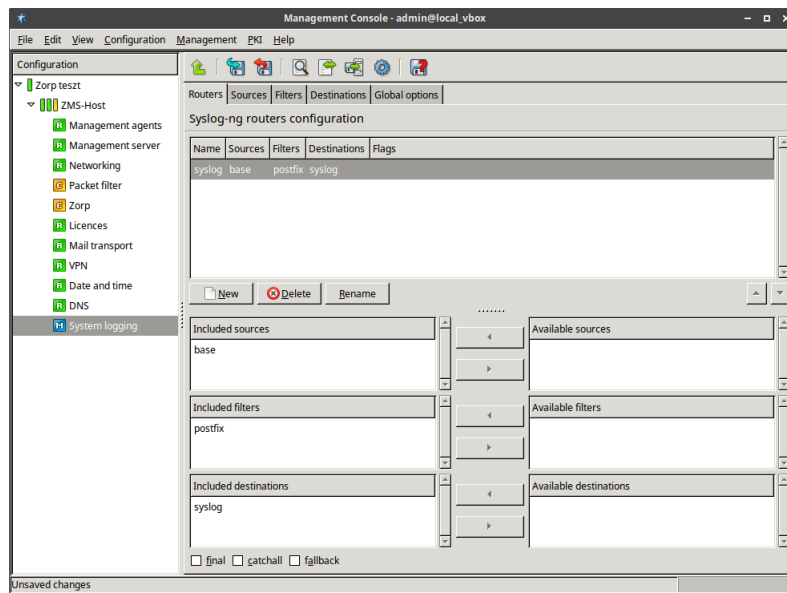 Management Console - admin@local_vbox
File Edit View Configuration Management PKI Help
Configuration
Zorp teszt
ZMS-Host
R Management agents
R Management server
R Networking
E Packet filter
E Zorp
R Licences
R Mail transport
R VPN
R Date and time
R DNS
M System logging
Routers Sources Filters Destinations Global options
Syslog-ng routers configuration
Name Sources Filters Destinations Flags
syslog base postfix syslog
New Delete Rename
Included sources
base
Available sources
Included filters
postfix
Available filters
Included destinations
syslog
Available destinations
final catchall fallback
Unsaved changes